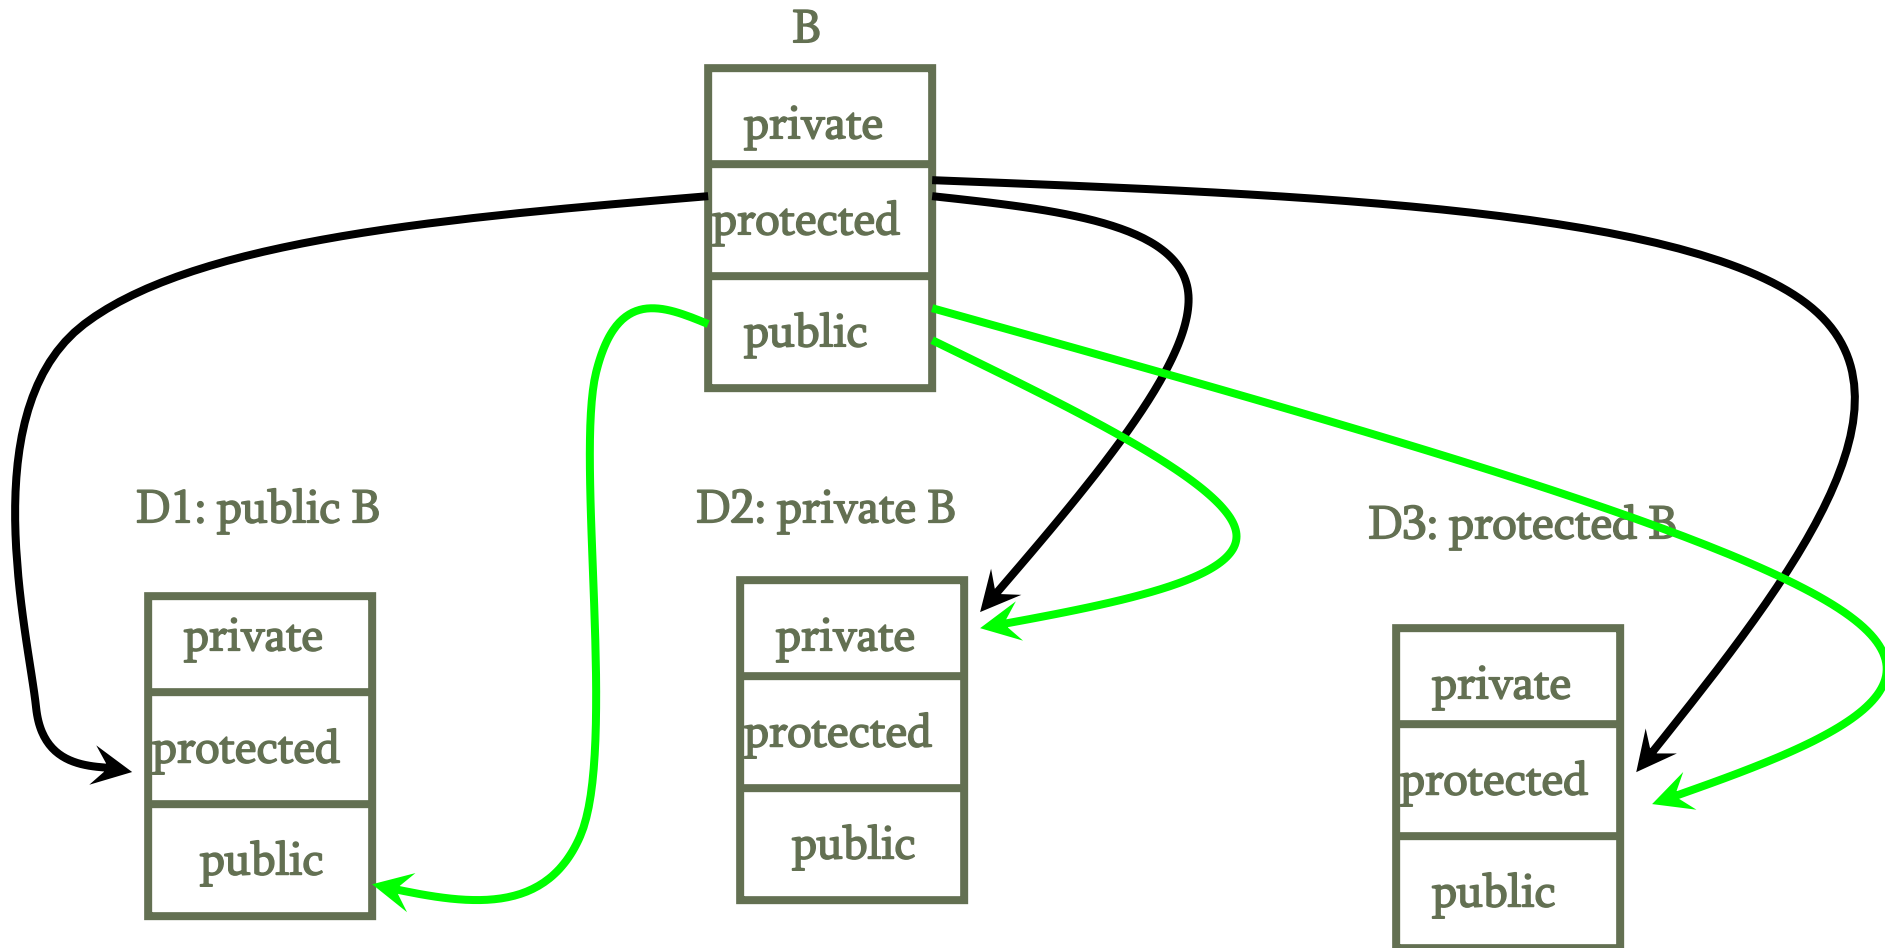 B
private
protected
public
D1: public B
D2: private B
D3: protected B
private
protected
public
private
protected
public
private
protected
public